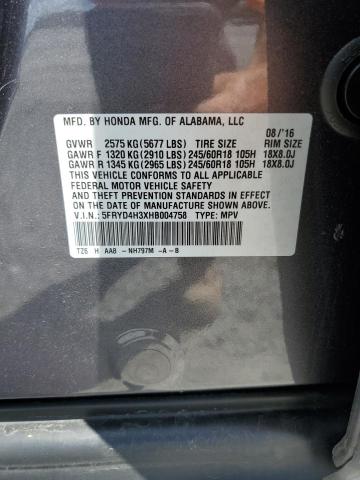 MFD. BY HONDA MFG. OF ALABAMA, LLC
08 /'16
GVWR 2575 KG (5677 LBS) TIRE SIZE RIM SIZE
GAWR F 1320 KG (2910 LBS) 245/60R18 105H 18X8.0J
GAWR R 1345 KG (2965 LBS) 245/60R18 105H 18X8.0J
THIS VEHICLE CONFORMS TO ALL APPLICABLE
FEDERAL MOTOR VEHICLE SAFETY
AND THEFT PREVENTION STANDARDS IN EFFECT
ON THE DATE OF MANUFACTURE SHOWN ABOVE.
V.I.N.: 5FRYD4H3XHB004758 TYPE: MPV
TZ6 H AAB - NH797M -A-B